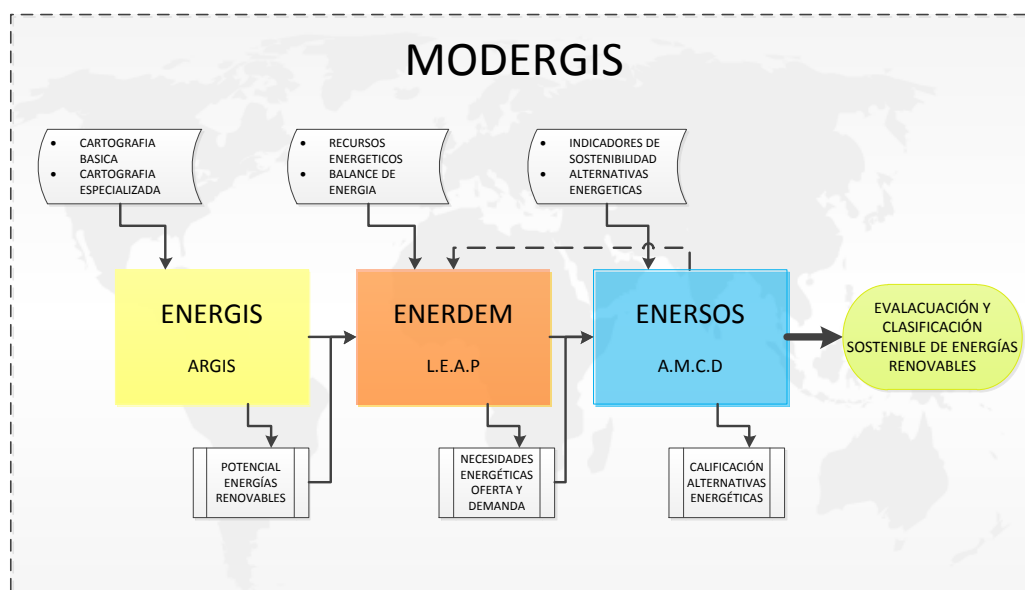 MODERGIS
• CARTOGRAFIA
BASICA
• CARTOGRAFIA
ESPECIALIZADA
• RECURSOS
ENERGETICOS
• BALANCE DE
ENERGIA
• INDICADORES DE
SOSTENIBILIDAD
• ALTERNATIVAS
ENERGETICAS
ENERGIS
ARGIS
ENERDEM
L.E.A.P
ENERSOS
A.M.C.D
EVALACUACIÓN Y
CLASIFICACIÓN
SOSTENIBLE DE ENERGÍAS
RENOVABLES
POTENCIAL
ENERGÍAS
RENOVABLES
NECESIDADES
ENERGÉTICAS
OFERTA Y
DEMANDA
CALIFICACIÓN
ALTERNATIVAS
ENERGÉTICAS